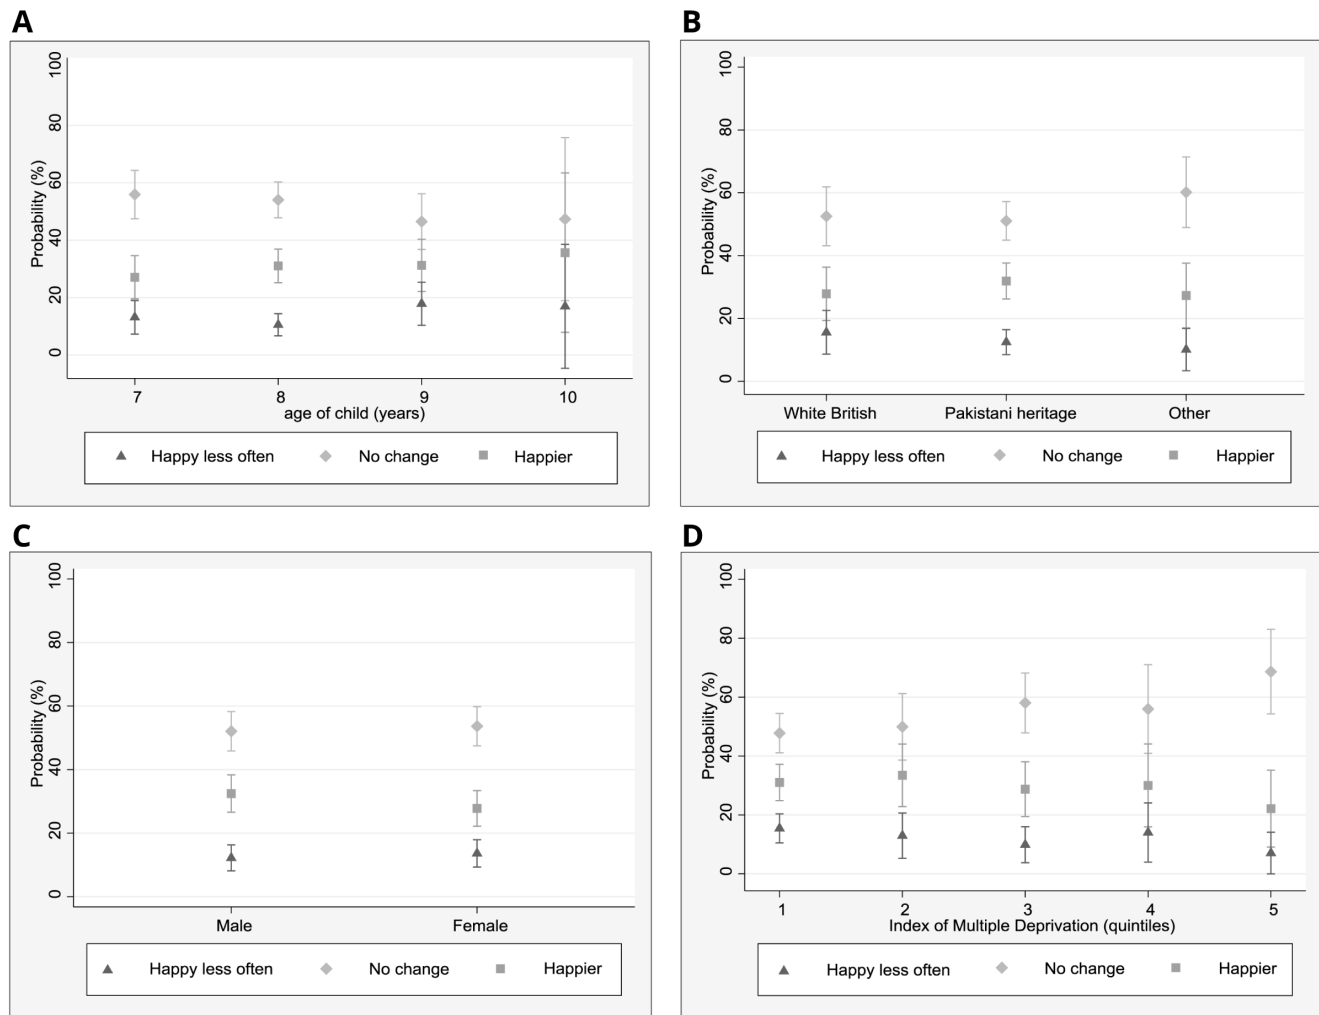 A
100
80
60
40
20
0
Probability (%)
7 8 9 10
age of child (years)
Happy less often No change Happier
B
100
80
60
40
20
0
Probability (%)
White British Pakistani heritage Other
Happy less often No change Happier
C
100
80
60
40
20
0
Probability (%)
Male Female
Happy less often No change Happier
D
100
80
60
40
20
0
Probability (%)
1 2 3 4 5
Index of Multiple Deprivation (quintiles)
Happy less often No change Happier